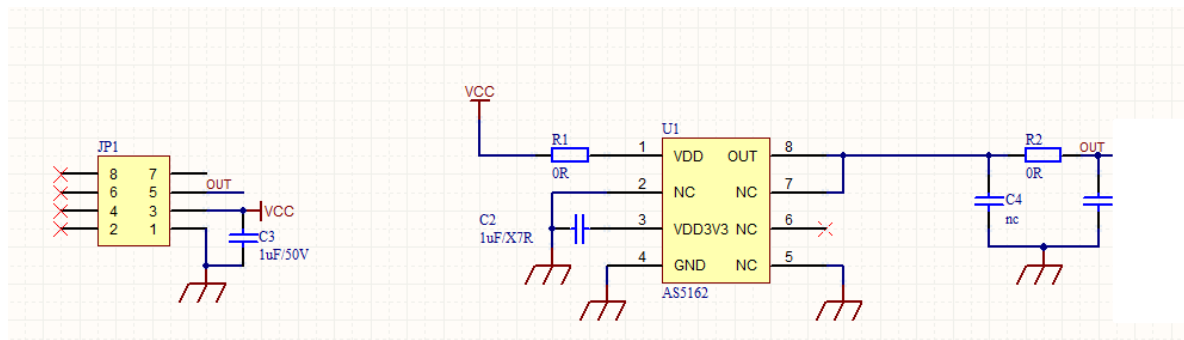 JP1
8 7
6 5 OUT
4 3 VCC
2 1
C3
1uF/50V
VCC
R1
0R
U1
1 VDD OUT 8
2 NC NC 7
3 VDD3V3 NC 6
4 GND NC 5
AS5162
C2
1uF/X7R
C4
nc
R2
0R
OUT